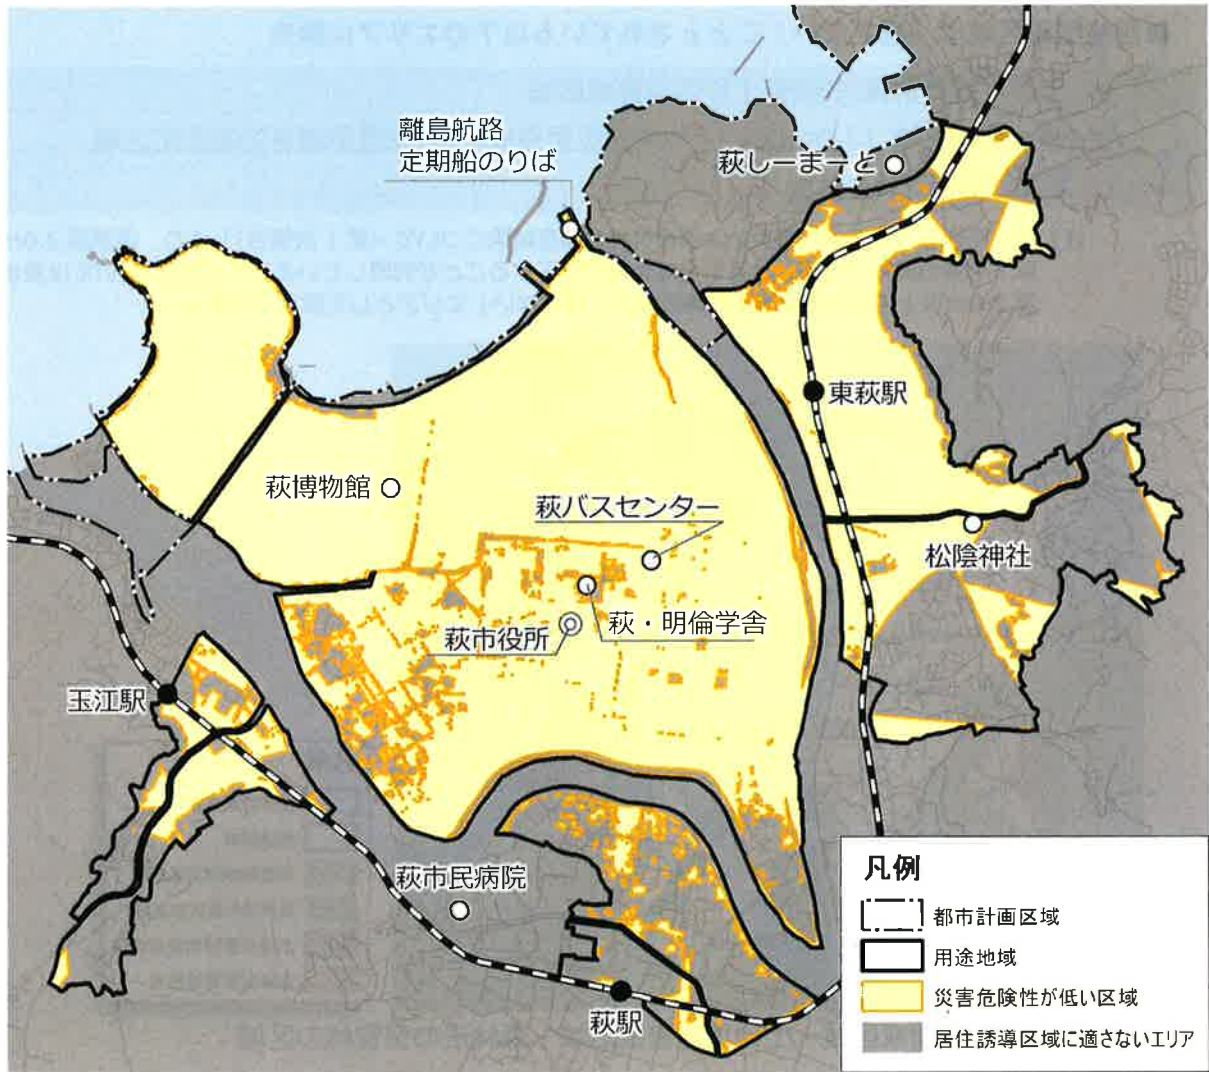 離島航路
定期船のりば
萩しーまーと
東萩駅
萩博物館
萩バスセンター
松陰神社
萩・明倫学舎
萩市役所
玉江駅
萩市民病院
萩駅
凡例
都市計画区域
用途地域
災害危険性が低い区域
居住誘導区域に適さないエリア